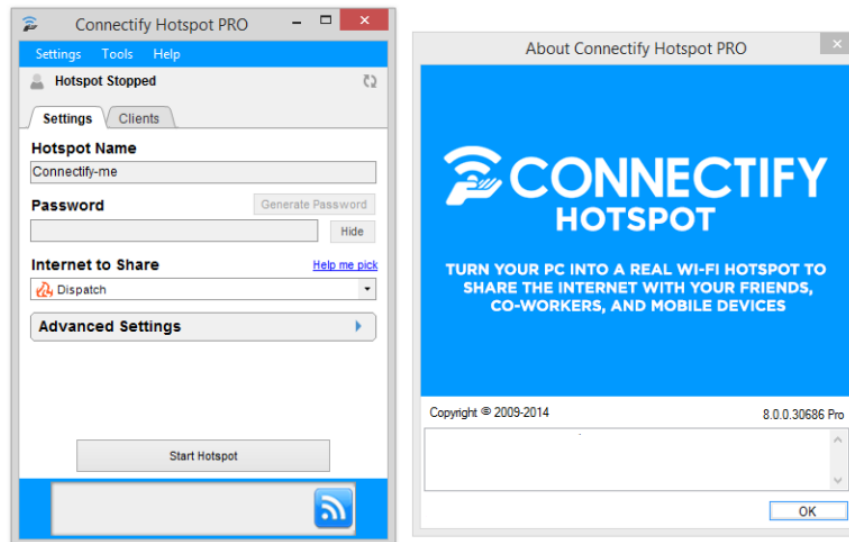 Connectify Hotspot PRO
Settings Tools Help
Hotspot Stopped
Settings Clients
Hotspot Name
Connectify-me
Password Generate Password
Hide
Internet to Share Help me pick
Dispatch
Advanced Settings
Start Hotspot
About Connectify Hotspot PRO
CONNECTIFY
HOTSPOT
TURN YOUR PC INTO A REAL WI-FI HOTSPOT TO
SHARE THE INTERNET WITH YOUR FRIENDS,
CO-WORKERS, AND MOBILE DEVICES
Copyright © 2009-2014 8.0.0.30686 Pro
OK